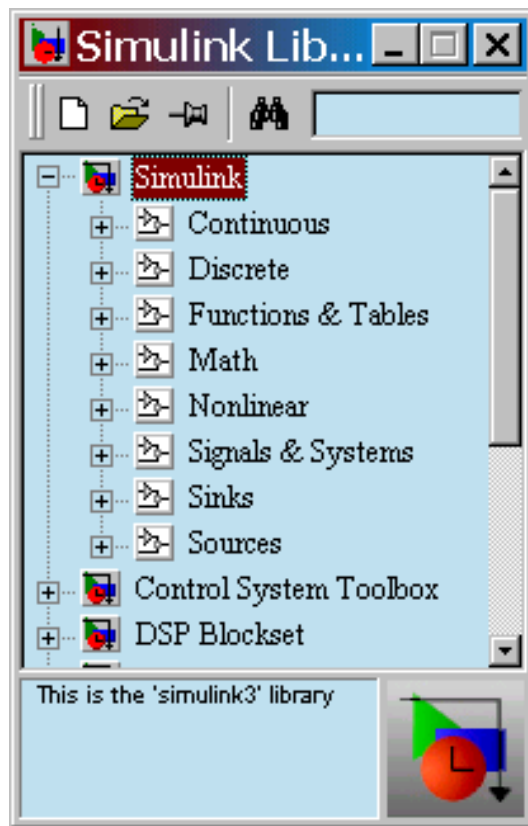 Simulink Lib...
Simulink
Continuous
Discrete
Functions & Tables
Math
Nonlinear
Signals & Systems
Sinks
Sources
Control System Toolbox
DSP Blockset
This is the 'simulink3' library